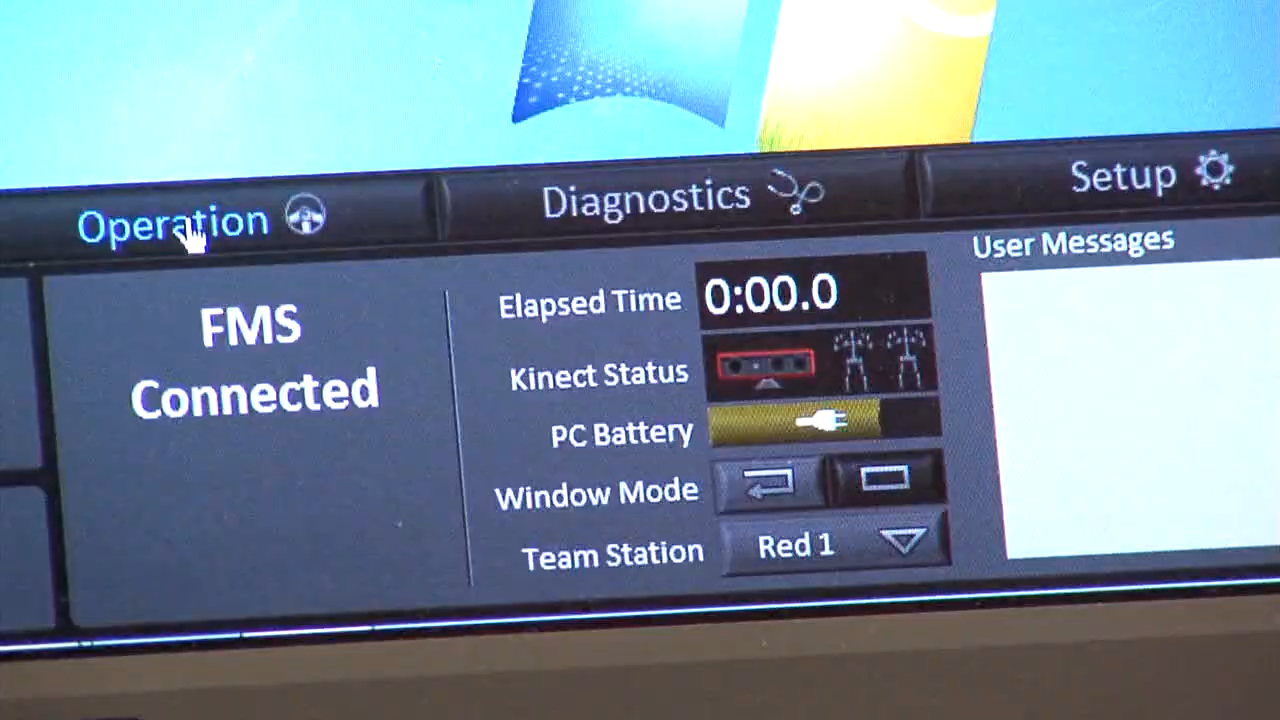 Operation
Diagnostics
Setup
FMS
Connected
Elapsed Time 0:00.0
Kinect Status
PC Battery
Window Mode
Team Station Red 1
User Messages